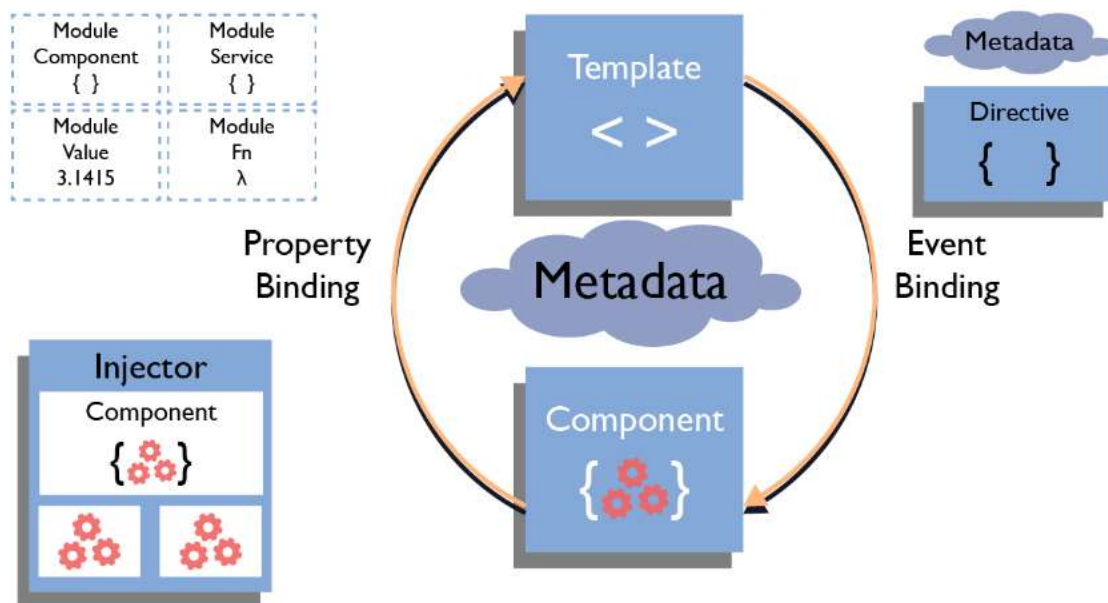 Module
Component
{ }
Module
Service
{ }
Module
Value
3.1415
Module
Fn
λ
Template
< >
Metadata
Directive
{ }
Property
Binding
Metadata
Event
Binding
Injector
Component
{ }
Component
{ }